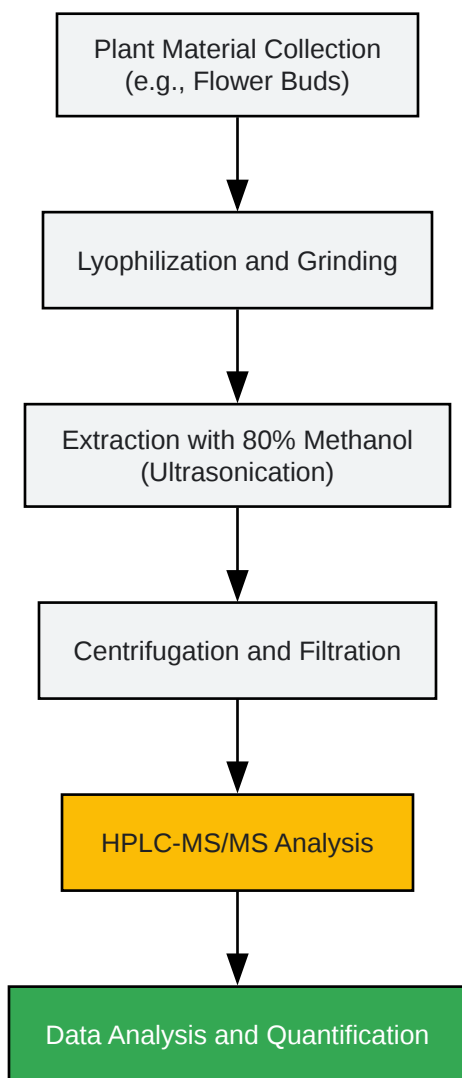 Plant Material Collection
(e.g., Flower Buds)
Lyophilization and Grinding
Extraction with 80% Methanol
(Ultrasonication)
Centrifugation and Filtration
HPLC-MS/MS Analysis
Data Analysis and Quantification